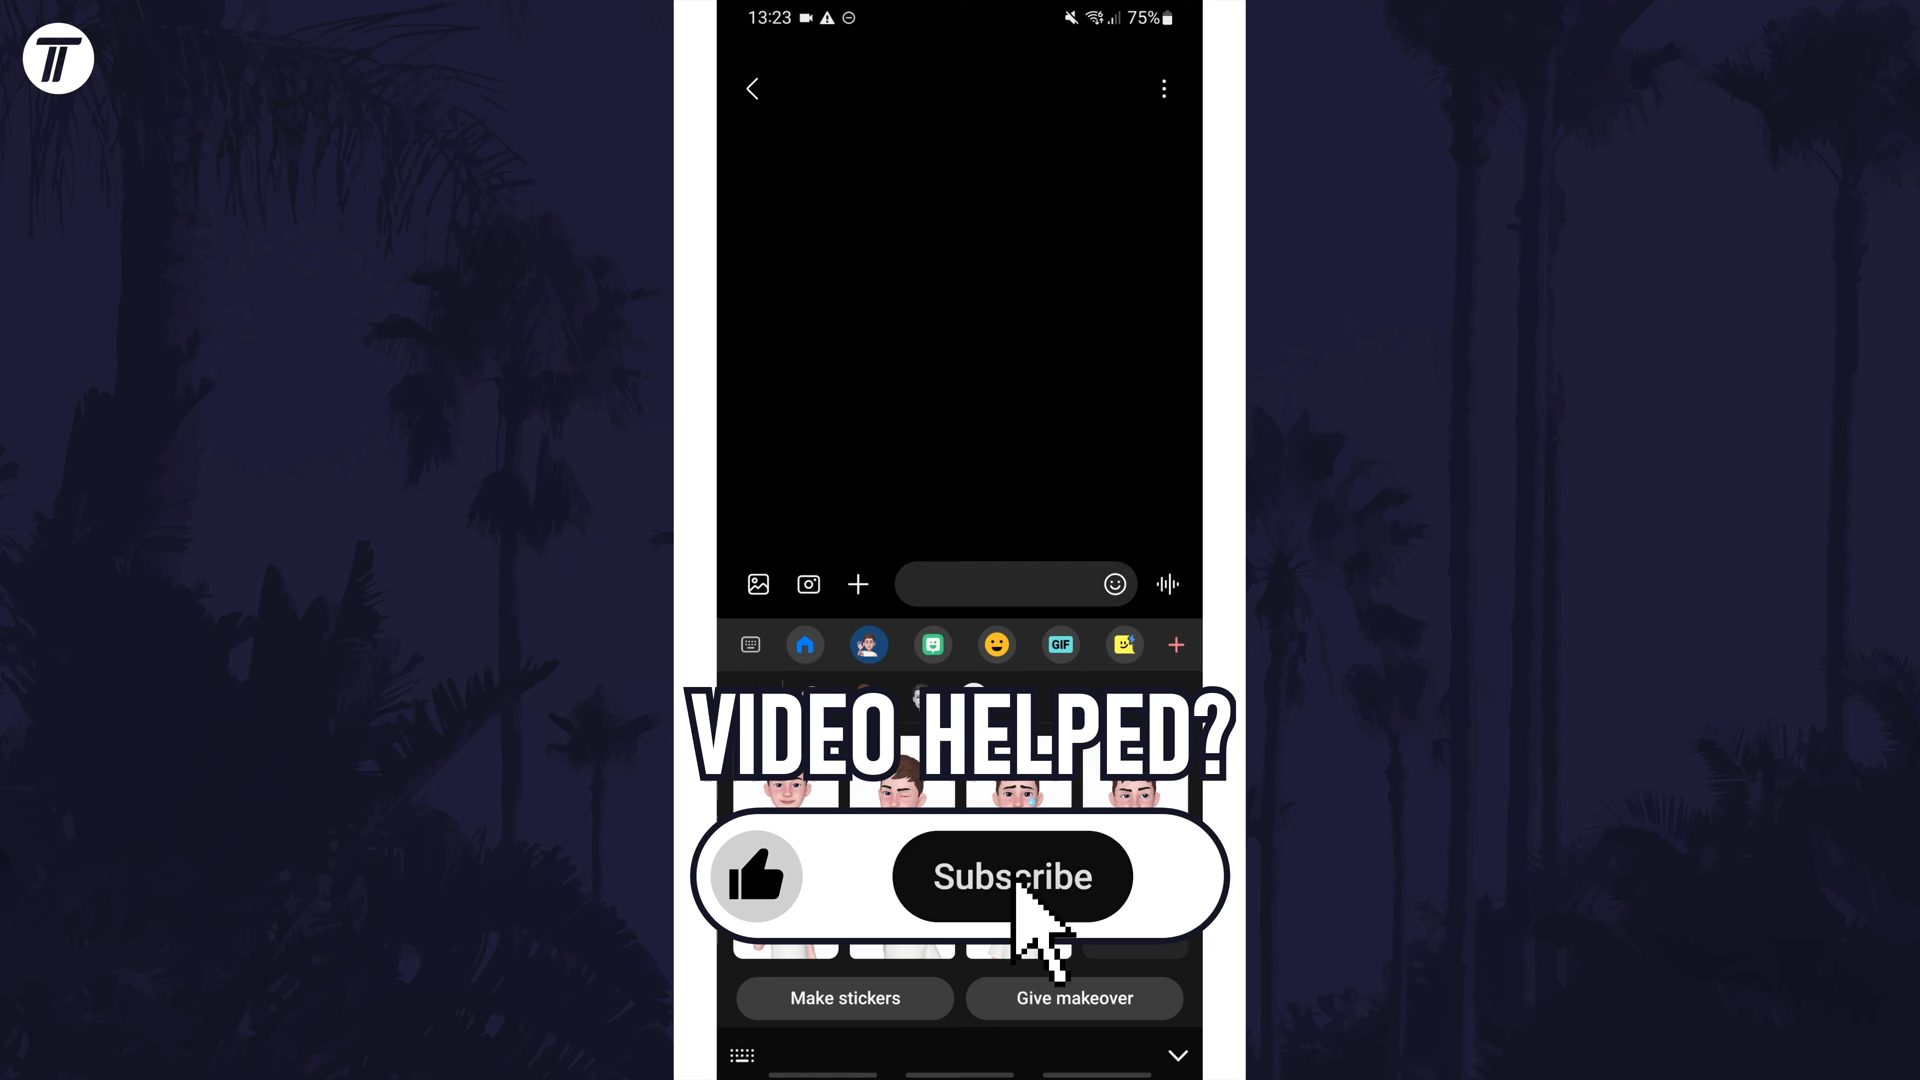 13:23
75%
GIF
VIDEO HELPED?
Subscribe
Make stickers
Give makeover